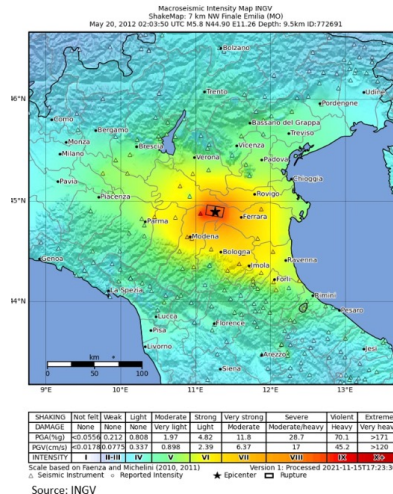 Macroseismic Intensity Map INGV
ShakeMap: 7 km NW Finale Emilia (MO)
May 20, 2012 02:03:50 UTC M5.8 N44.90 E11.26 Depth: 9.5km ID:772691
Bolzano
46°N
Trento
Udine
Pordenone
Como
Bergamo
Bassano del Grappa
Monza
Brescia
Treviso
Milano
Verona
Vicenza
Padova
Chioggia
Pavia
Piacenza
Rovigo
45°N
Parma
Ferrara
Modena
Bologna
Genoa
Imola
Ravenna
Forlì
La Spezia
Rimini
44°N
Lucca
Florence
Pesaro
Pisa
Livorno
Arezzo
Jesi
km
Siena
0 50 100
9°E 10°E 11°E 12°E 13°E
SHAKING Not felt Weak Light Moderate Strong Very strong Severe Violent Extreme
DAMAGE None None None Light Moderate Moderate/heavy Heavy Very heavy
PGA(%g) <0.0556 0.212 0.808 1.97 4.82 11.8 28.7 70.1 >171
PGV(cm/s) <0.0178 0.0775 0.337 0.898 2.39 6.37 17 45.2 >120
INTENSITY I II-III IV V VI VII VIII IX X+
Scale based on Faenza and Michelini (2010, 2011) Version 1: Processed 2021-11-15T17:23:3
Seismic Instrument Reported Intensity Epicenter Rupture
Source: INGV